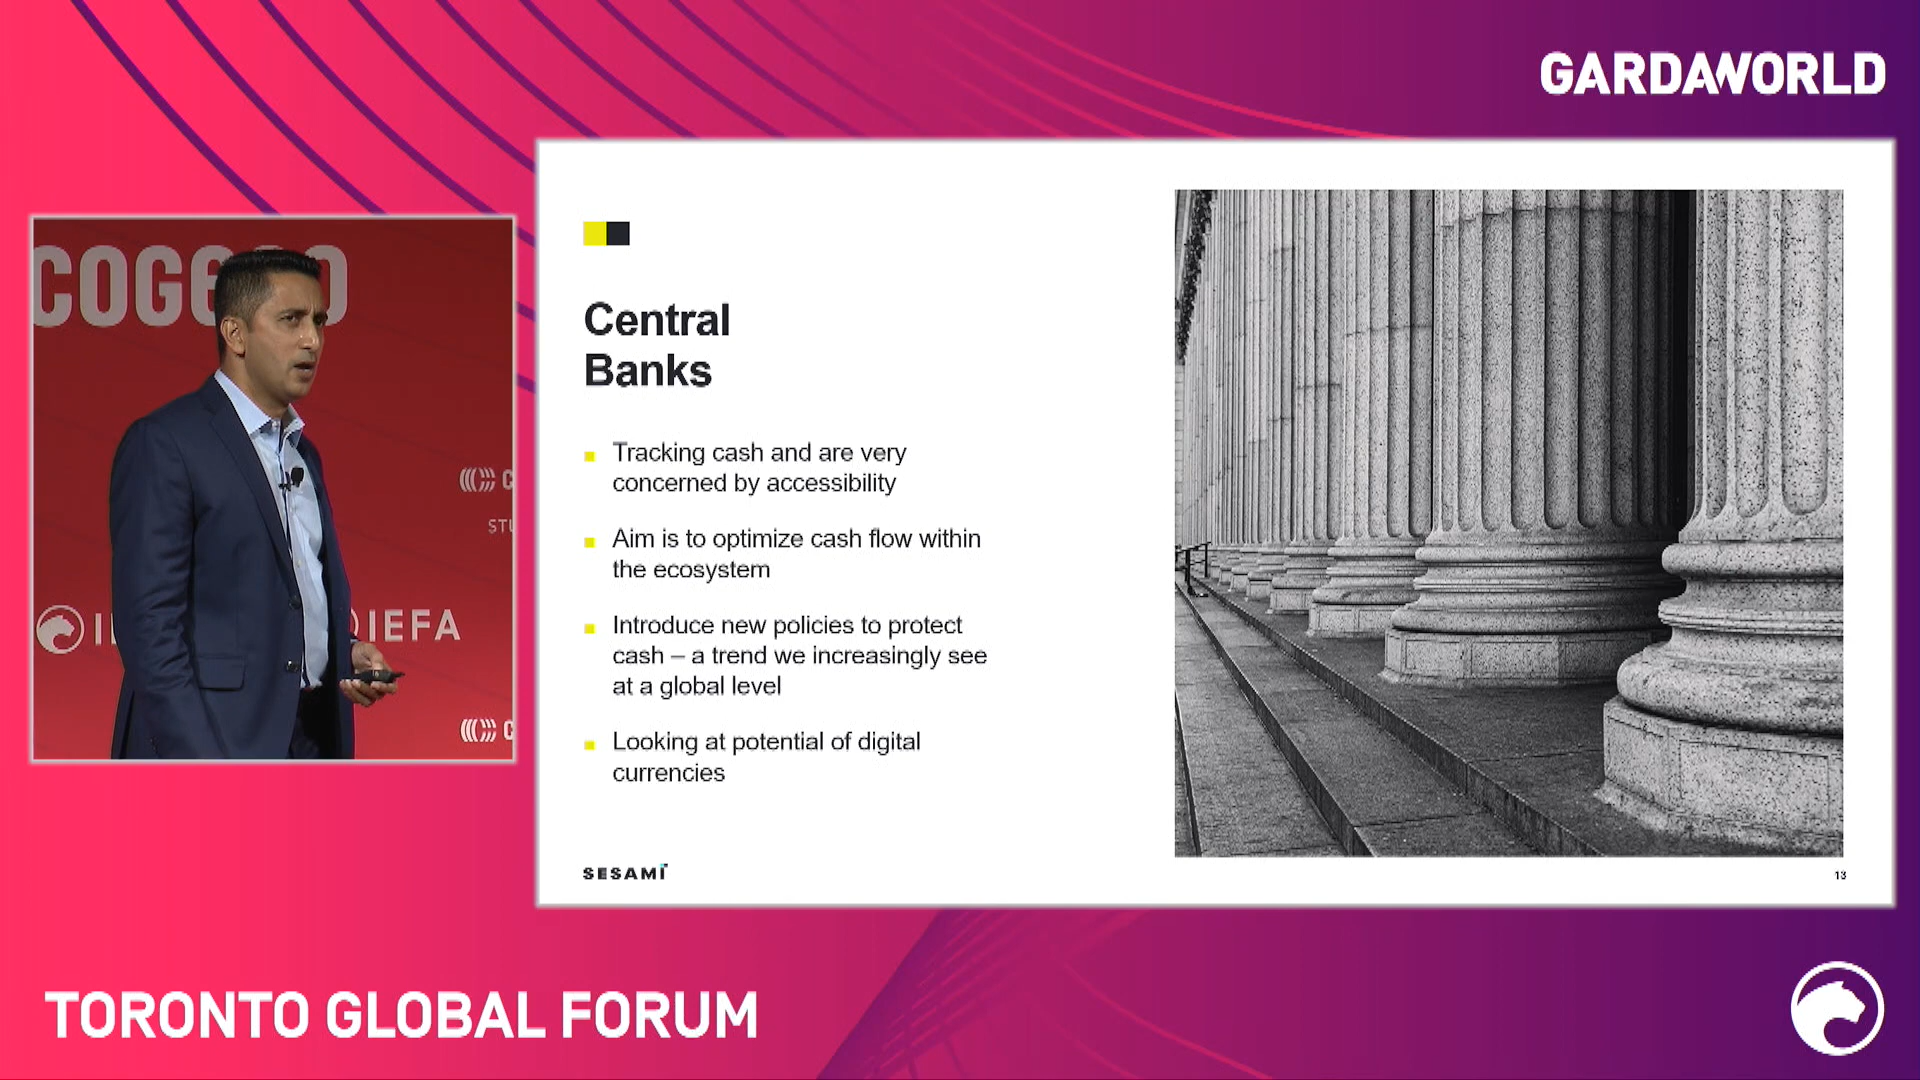 GARDAWORLD
COGECO
IEFA
STU
Central
Banks
Tracking cash and are very
concerned by accessibility
Aim is to optimize cash flow within
the ecosystem
Introduce new policies to protect
cash – a trend we increasingly see
at a global level
Looking at potential of digital
currencies
SESAMI
13
TORONTO GLOBAL FORUM